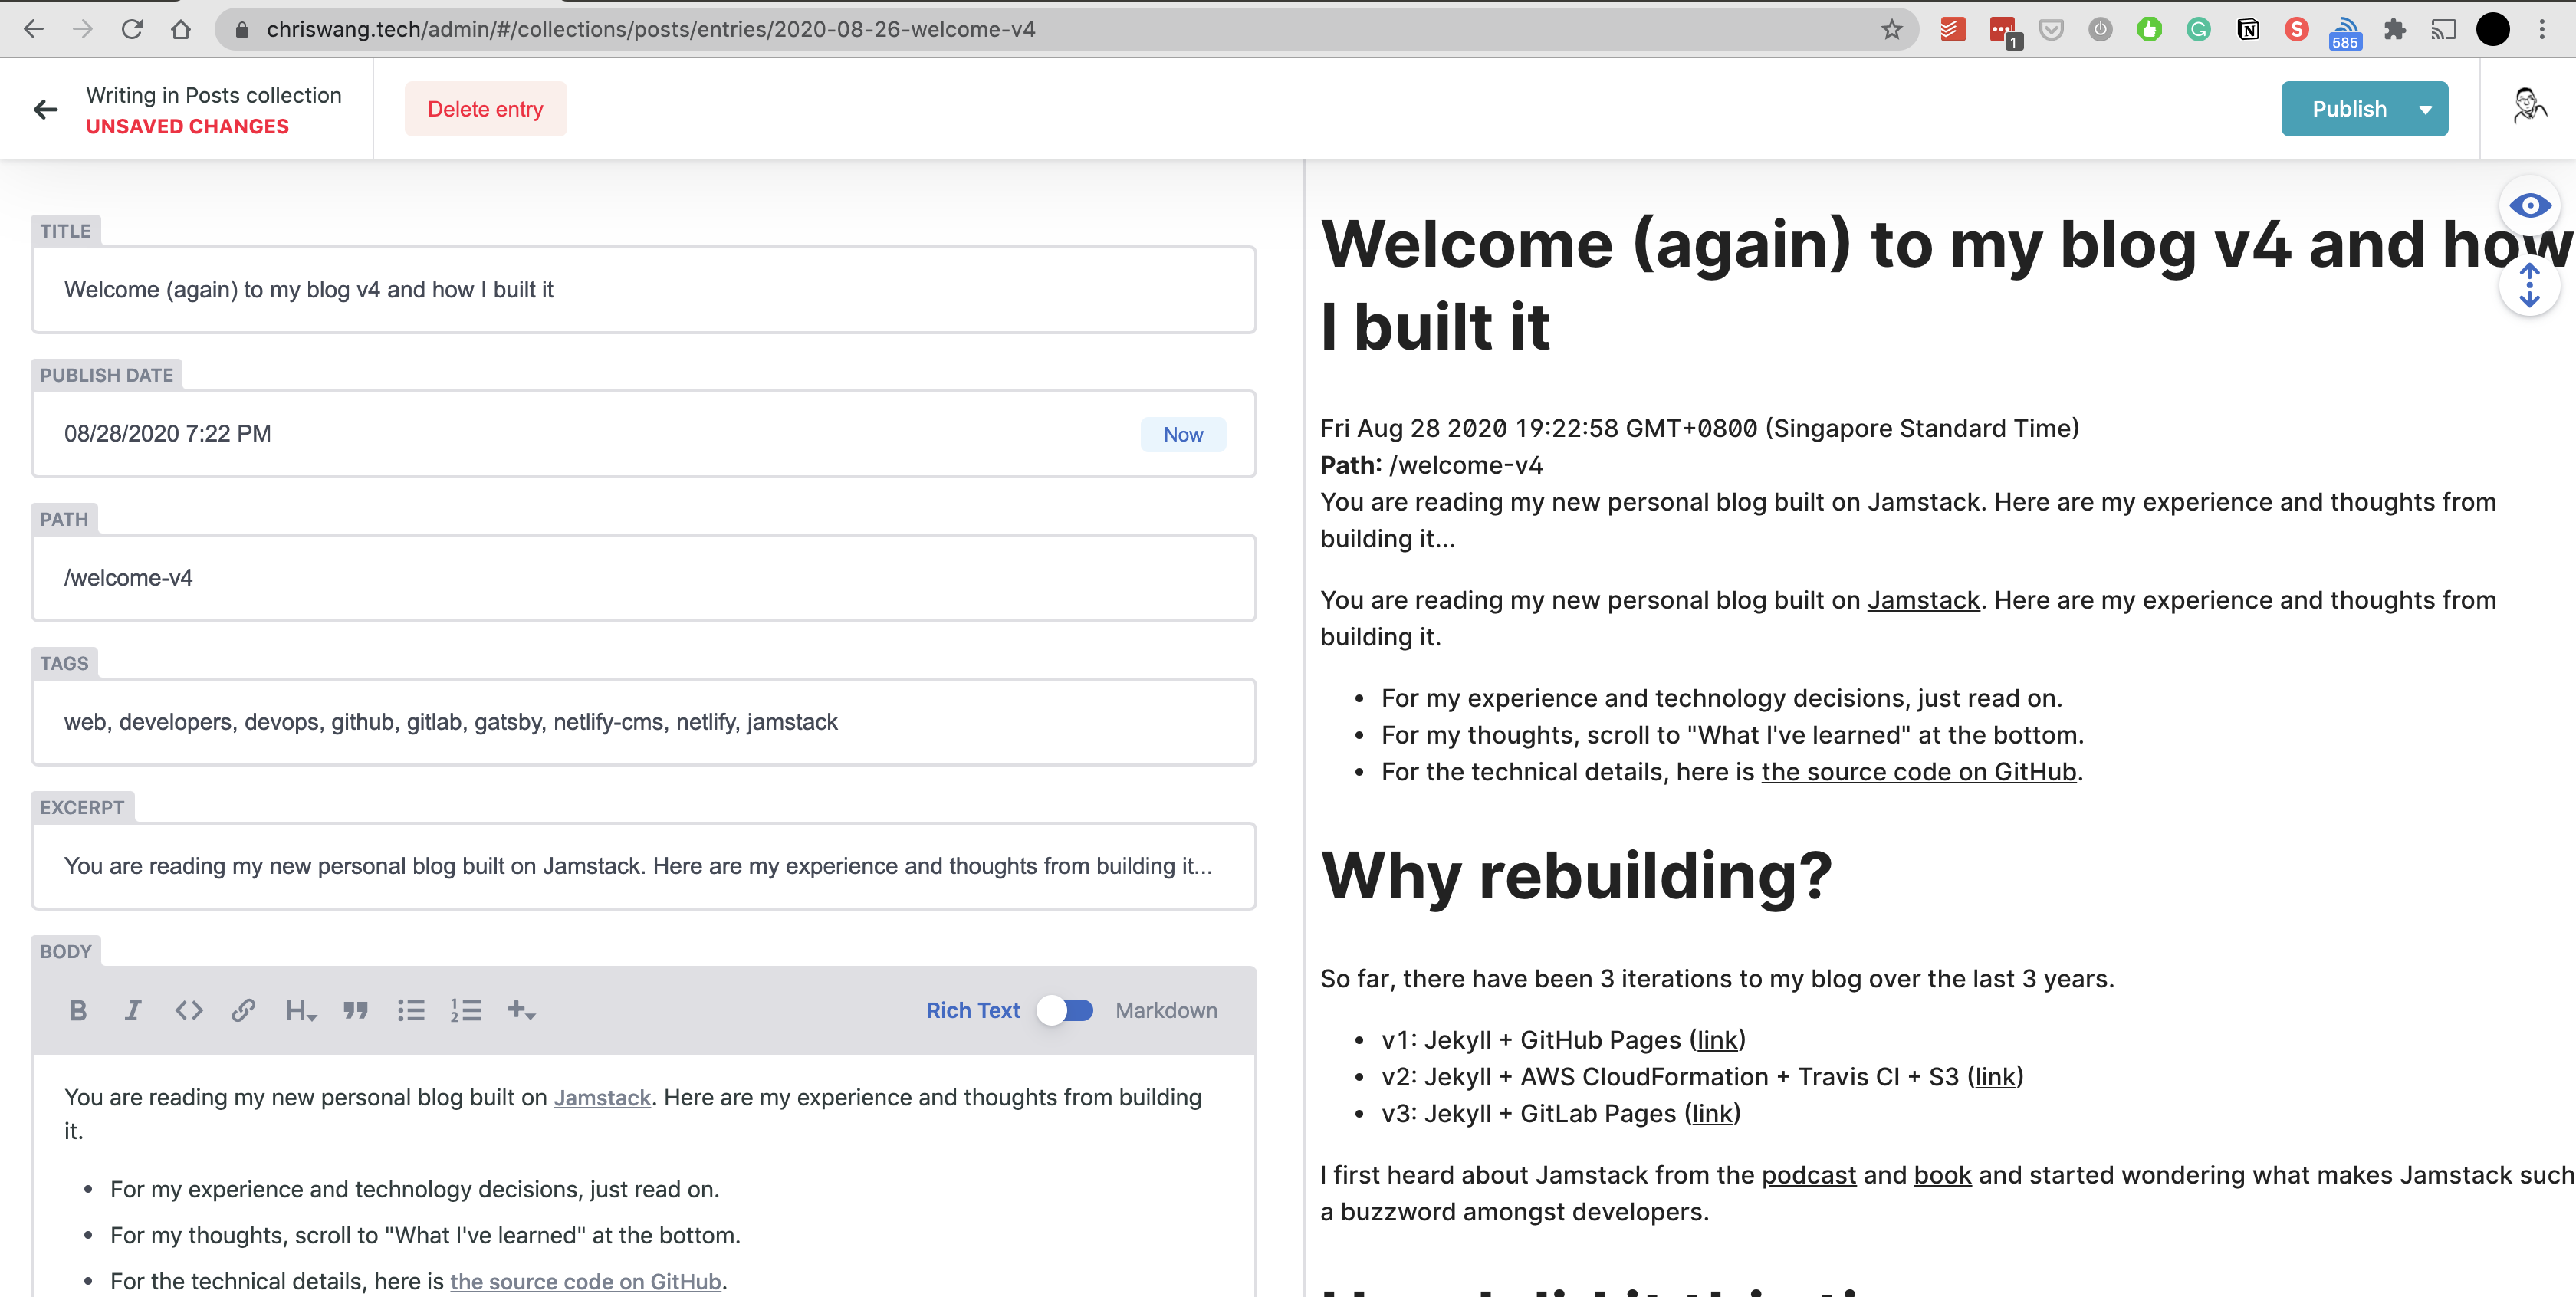 chriswang.tech/admin/#/collections/posts/entries/2020-08-26-welcome-v4
1
585
Writing in Posts collection
UNSAVED CHANGES
Delete entry
Publish
TITLE
Welcome (again) to my blog v4 and how I built it
PUBLISH DATE
08/28/2020 7:22 PM
Now
PATH
/welcome-v4
TAGS
web, developers, devops, github, gitlab, gatsby, netlify-cms, netlify, jamstack
EXCERPT
You are reading my new personal blog built on Jamstack. Here are my experience and thoughts from building it...
BODY
B I <> H
Rich Text
Markdown
You are reading my new personal blog built on Jamstack. Here are my experience and thoughts from building
it.
• For my experience and technology decisions, just read on.
• For my thoughts, scroll to "What I've learned" at the bottom.
• For the technical details, here is the source code on GitHub.
Welcome (again) to my blog v4 and how
I built it
Fri Aug 28 2020 19:22:58 GMT+0800 (Singapore Standard Time)
Path: /welcome-v4
You are reading my new personal blog built on Jamstack. Here are my experience and thoughts from
building it...
You are reading my new personal blog built on Jamstack. Here are my experience and thoughts from
building it.
• For my experience and technology decisions, just read on.
• For my thoughts, scroll to "What I've learned" at the bottom.
• For the technical details, here is the source code on GitHub.
Why rebuilding?
So far, there have been 3 iterations to my blog over the last 3 years.
• v1: Jekyll + GitHub Pages (link)
• v2: Jekyll + AWS CloudFormation + Travis CI + S3 (link)
• v3: Jekyll + GitLab Pages (link)
I first heard about Jamstack from the podcast and book and started wondering what makes Jamstack such
a buzzword amongst developers.